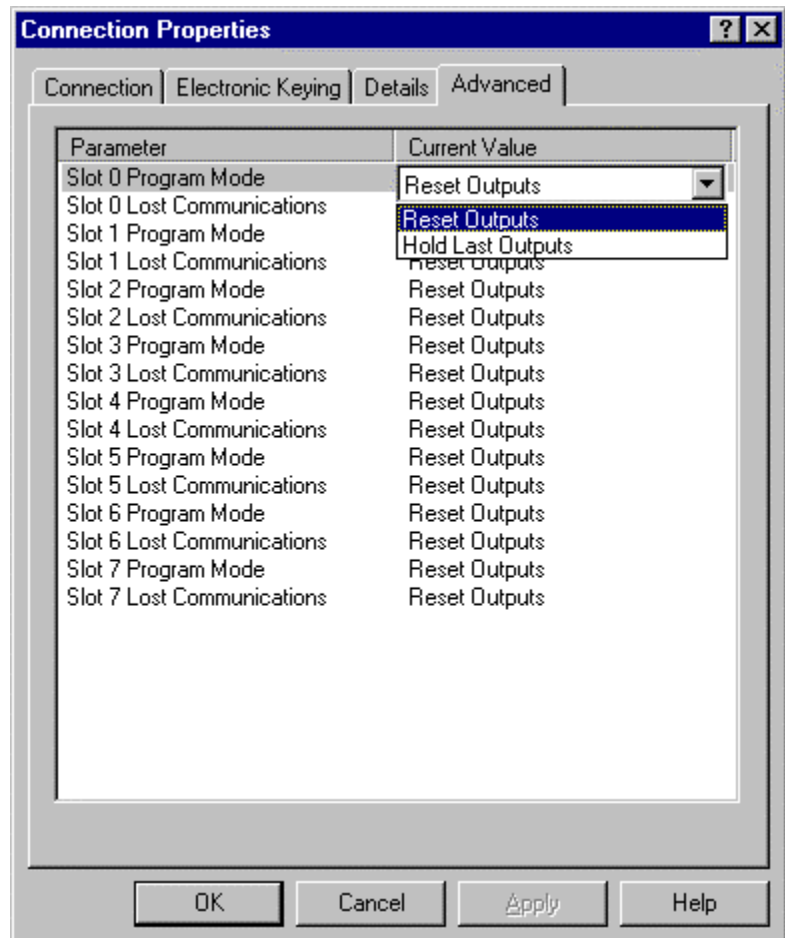 Connection Properties
Connection Electronic Keying Details Advanced
Parameter Current Value
Slot 0 Program Mode Reset Outputs
Slot 0 Lost Communications Reset Outputs
Slot 1 Program Mode Hold Last Outputs
Slot 1 Lost Communications Reset Outputs
Slot 2 Program Mode Reset Outputs
Slot 2 Lost Communications Reset Outputs
Slot 3 Program Mode Reset Outputs
Slot 3 Lost Communications Reset Outputs
Slot 4 Program Mode Reset Outputs
Slot 4 Lost Communications Reset Outputs
Slot 5 Program Mode Reset Outputs
Slot 5 Lost Communications Reset Outputs
Slot 6 Program Mode Reset Outputs
Slot 6 Lost Communications Reset Outputs
Slot 7 Program Mode Reset Outputs
Slot 7 Lost Communications Reset Outputs
OK Cancel Apply Help